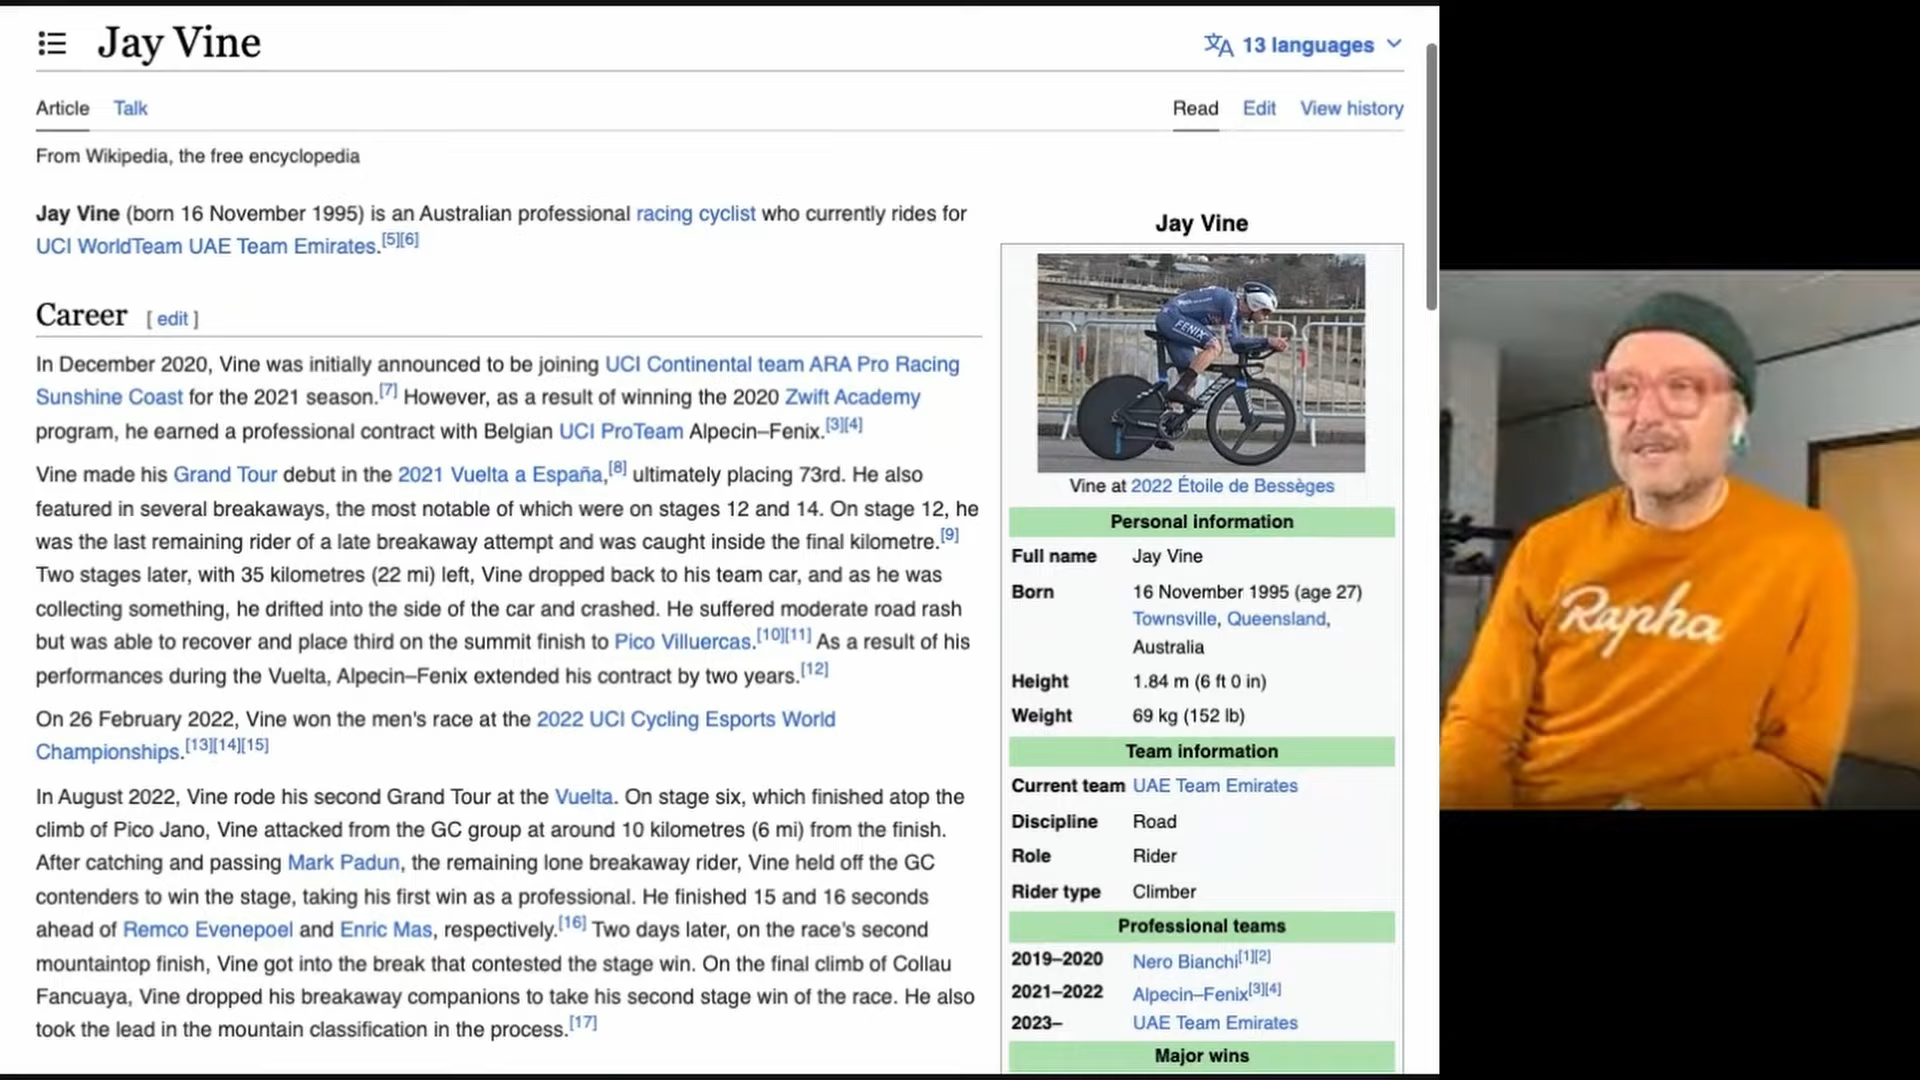 Jay Vine
13 languages
Article Talk
Read Edit View history
From Wikipedia, the free encyclopedia
Jay Vine (born 16 November 1995) is an Australian professional racing cyclist who currently rides for
UCI WorldTeam UAE Team Emirates.[5][6]
Career [ edit ]
In December 2020, Vine was initially announced to be joining UCI Continental team ARA Pro Racing
Sunshine Coast for the 2021 season.[7] However, as a result of winning the 2020 Zwift Academy
program, he earned a professional contract with Belgian UCI ProTeam Alpecin–Fenix.[3][4]
Vine made his Grand Tour debut in the 2021 Vuelta a España,[8] ultimately placing 73rd. He also
featured in several breakaways, the most notable of which were on stages 12 and 14. On stage 12, he
was the last remaining rider of a late breakaway attempt and was caught inside the final kilometre.[9]
Two stages later, with 35 kilometres (22 mi) left, Vine dropped back to his team car, and as he was
collecting something, he drifted into the side of the car and crashed. He suffered moderate road rash
but was able to recover and place third on the summit finish to Pico Villuercas.[10][11] As a result of his
performances during the Vuelta, Alpecin–Fenix extended his contract by two years.[12]
On 26 February 2022, Vine won the men's race at the 2022 UCI Cycling Esports World
Championships.[13][14][15]
In August 2022, Vine rode his second Grand Tour at the Vuelta. On stage six, which finished atop the
climb of Pico Jano, Vine attacked from the GC group at around 10 kilometres (6 mi) from the finish.
After catching and passing Mark Padun, the remaining lone breakaway rider, Vine held off the GC
contenders to win the stage, taking his first win as a professional. He finished 15 and 16 seconds
ahead of Remco Evenepoel and Enric Mas, respectively.[16] Two days later, on the race's second
mountaintop finish, Vine got into the break that contested the stage win. On the final climb of Collau
Fancuaya, Vine dropped his breakaway companions to take his second stage win of the race. He also
took the lead in the mountain classification in the process.[17]
Jay Vine
FENIX
Vine at 2022 Étoile de Bessèges
Personal information
Full name Jay Vine
Born 16 November 1995 (age 27)
Townsville, Queensland,
Australia
Height 1.84 m (6 ft 0 in)
Weight 69 kg (152 lb)
Team information
Current team UAE Team Emirates
Discipline Road
Role Rider
Rider type Climber
Professional teams
2019–2020 Nero Bianchi[1][2]
2021–2022 Alpecin–Fenix[3][4]
2023– UAE Team Emirates
Major wins
Rapha